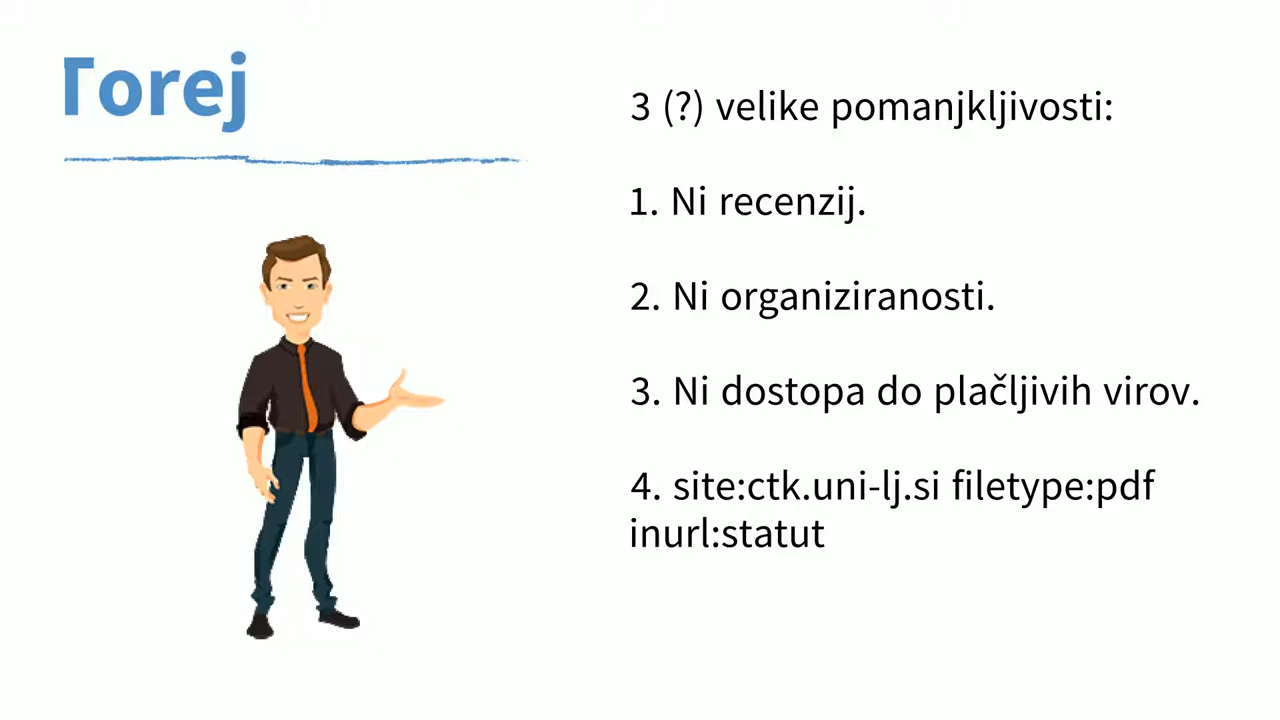 Torej
3 (?) velike pomanjkljivosti:
1. Ni recenzij.
2. Ni organiziranosti.
3. Ni dostopa do plačljivih virov.
4. site:ctk.uni-lj.si filetype:pdf
inurl:statut